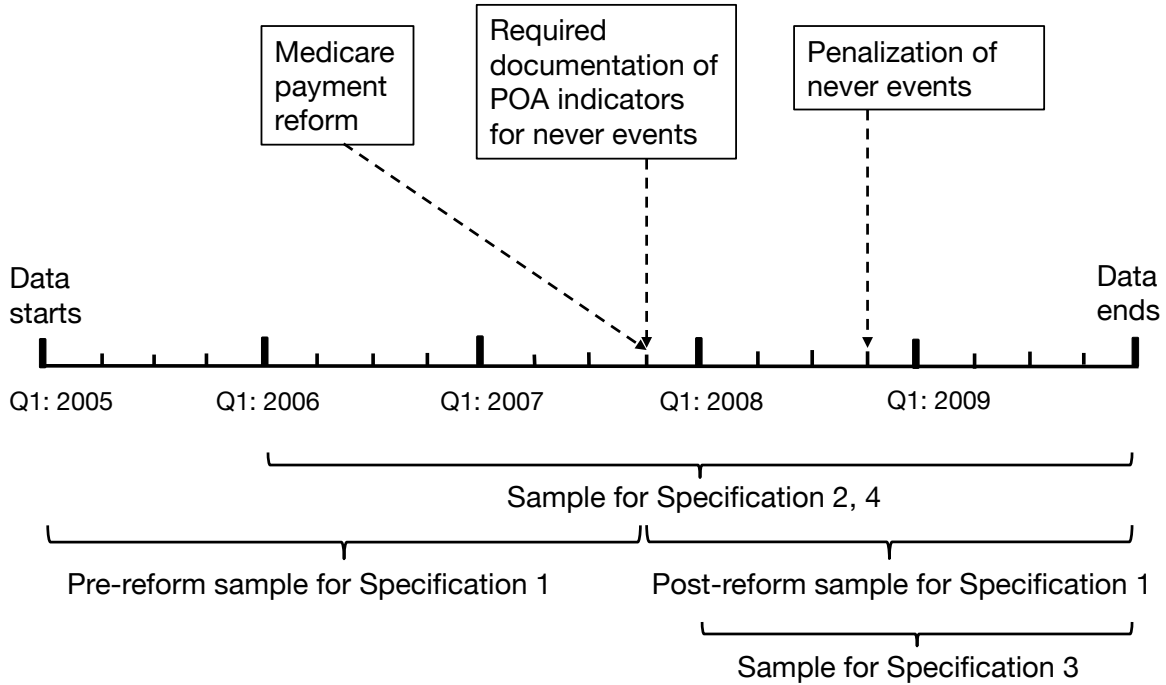 Medicare
payment
reform
Required
documentation of
POA indicators
for never events
Penalization of
never events
Data
starts
Data
ends
Q1: 2005
Q1: 2006
Q1: 2007
Q1: 2008
Q1: 2009
Sample for Specification 2, 4
Pre-reform sample for Specification 1
Post-reform sample for Specification 1
Sample for Specification 3